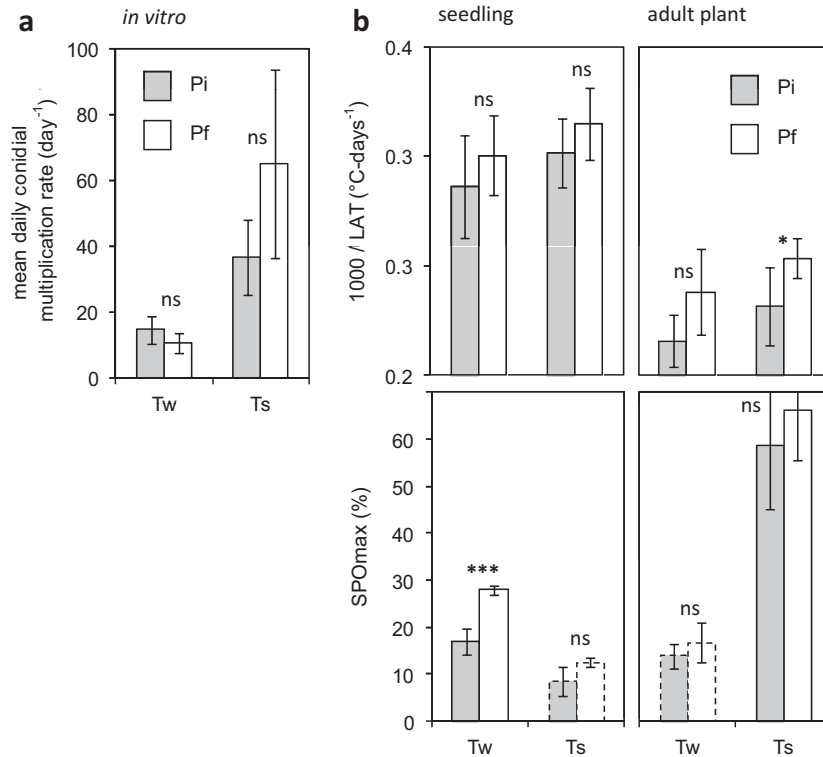 a
in vitro
mean daily conidial
multiplication rate (day-1)
100
80
60
40
20
0
Pi
Pf
ns
ns
Tw
Ts
b
seedling
adult plant
1000 / LAT (°C-days-1)
0.4
0.3
0.3
0.2
ns
ns
Pi
Pf
ns
*
SPOmax (%)
60
50
40
30
20
10
0
***
ns
ns
ns
Tw
Ts
Tw
Ts